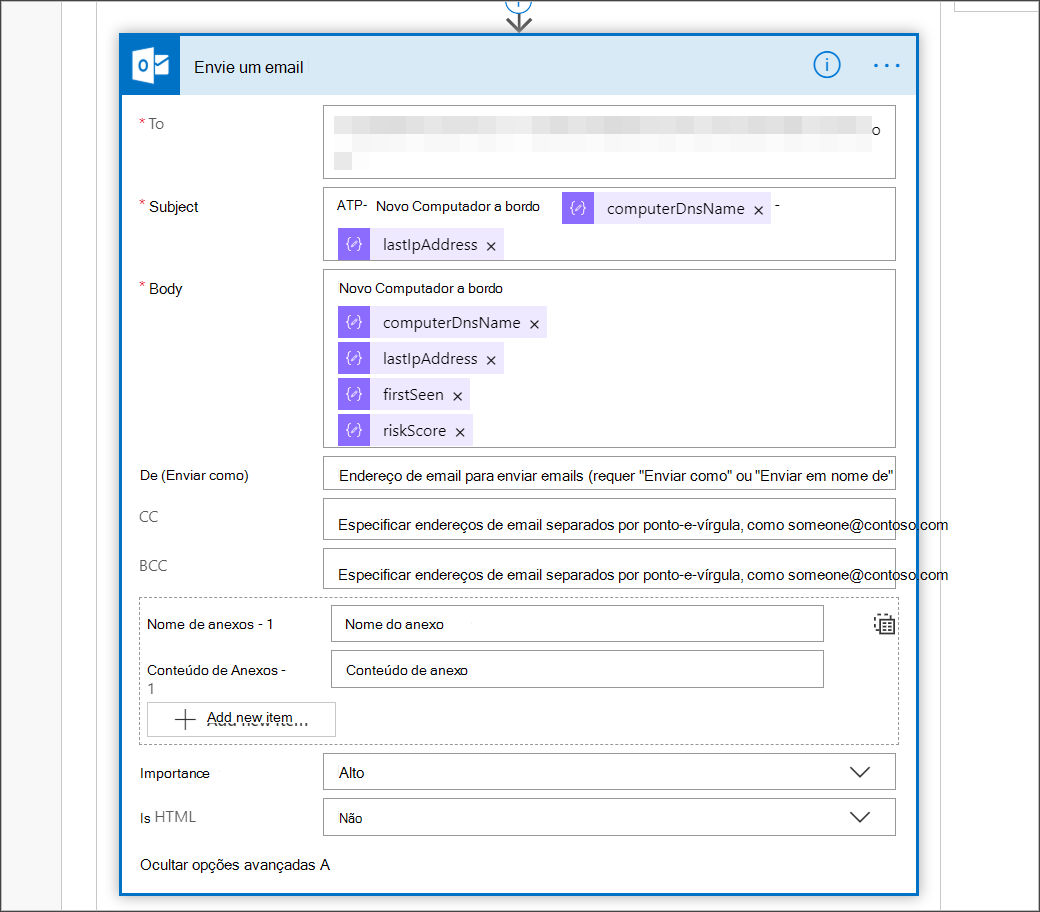 Envie um email
* To
o
* Subject
ATP- Novo Computador a bordo computerDnsName × -
lastIpAddress ×
* Body
Novo Computador a bordo
computerDnsName ×
lastIpAddress ×
firstSeen ×
riskScore ×
De (Enviar como)
Endereço de email para enviar emails (requer "Enviar como" ou "Enviar em nome de"
CC
Especificar endereços de email separados por ponto-e-vírgula, como someone@contoso.com
BCC
Especificar endereços de email separados por ponto-e-vírgula, como someone@contoso.com
Nome de anexos - 1
Nome do anexo
Conteúdo de Anexos -
1
Conteúdo de anexo
Add new item
Importance
Alto
Is HTML
Não
Ocultar opções avançadas A